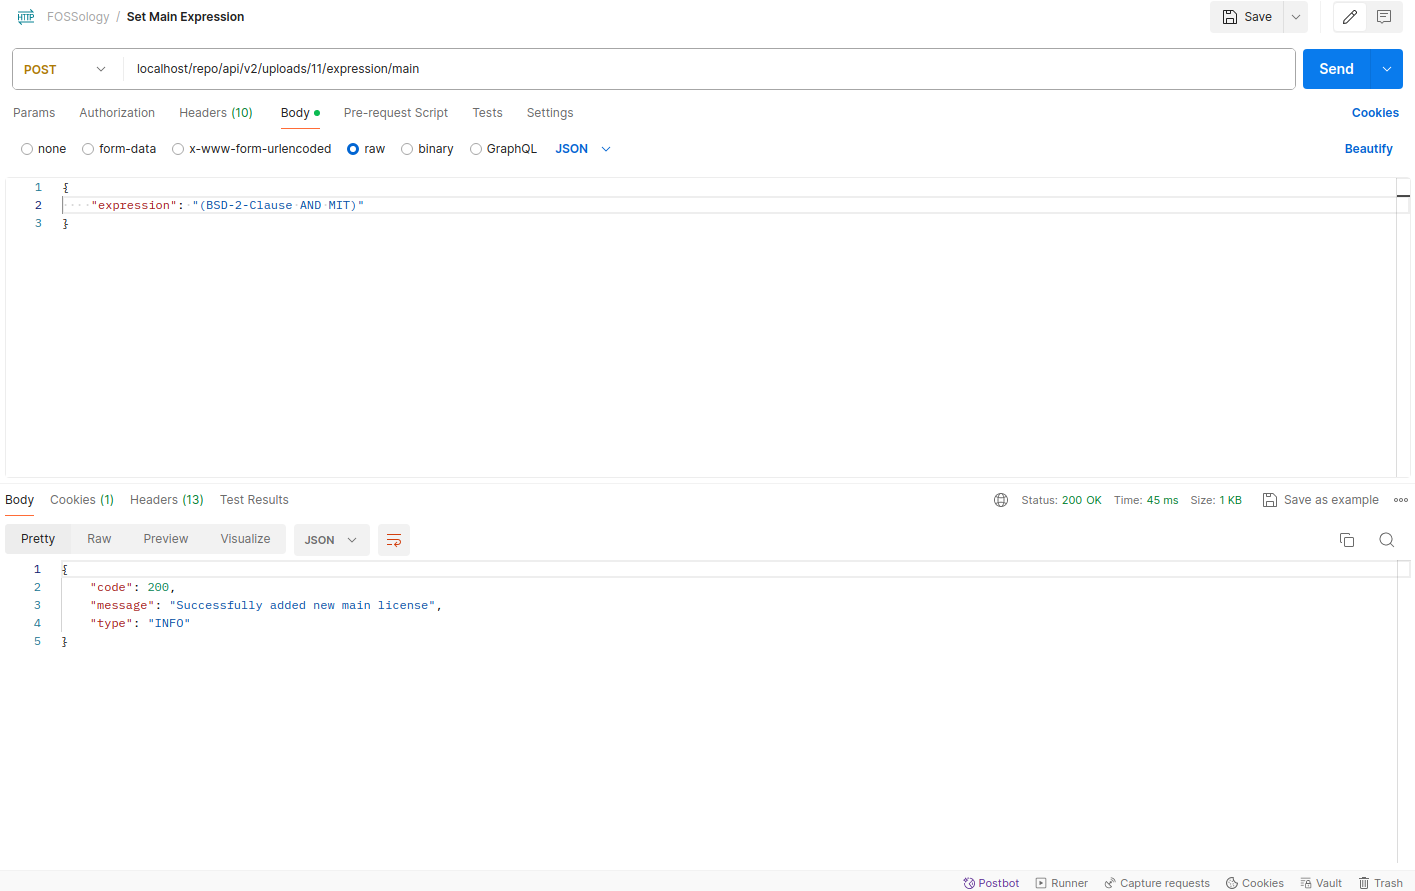 HTTP FOSSology / Set Main Expression Save
POST localhost/repo/api/v2/uploads/11/expression/main Send
Params Authorization Headers (10) Body Pre-request Script Tests Settings Cookies
none form-data x-www-form-urlencoded raw binary GraphQL JSON Beautify
1 {
2 ····"expression":·"(BSD-2-Clause·AND·MIT)"
3 }
Body Cookies (1) Headers (13) Test Results Status: 200 OK Time: 45 ms Size: 1 KB Save as example
Pretty Raw Preview Visualize JSON
1 {
2 "code": 200,
3 "message": "Successfully added new main license",
4 "type": "INFO"
5 }
Postbot Runner Capture requests Cookies Vault Trash